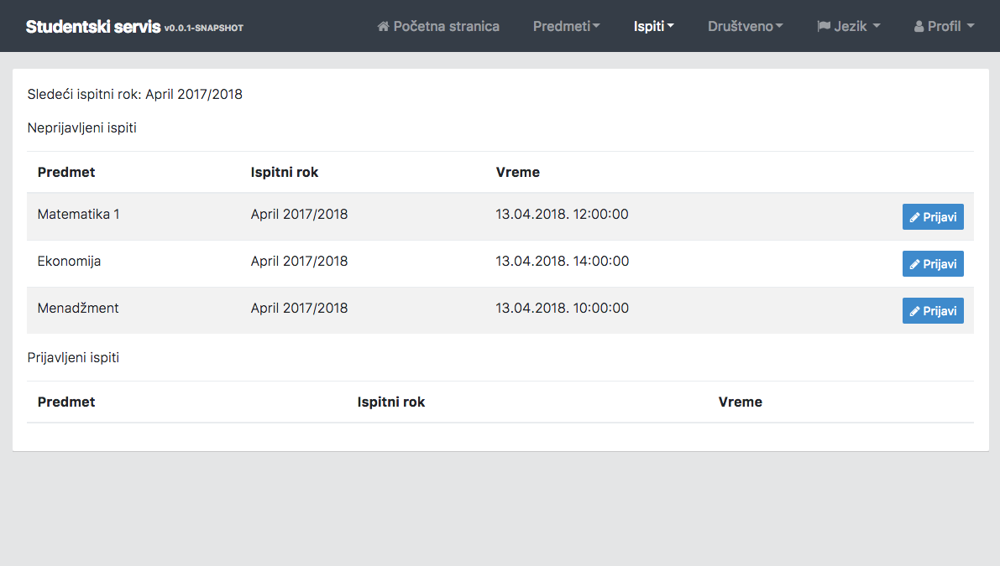 Studentski servis v0.0.1-SNAPSHOT Početna stranica Predmeti Ispiti Društveno Jezik Profil
Sledeći ispitni rok: April 2017/2018
Neprijavljeni ispiti
Predmet Ispitni rok Vreme
Matematika 1 April 2017/2018 13.04.2018. 12:00:00 Prijavi
Ekonomija April 2017/2018 13.04.2018. 14:00:00 Prijavi
Menadžment April 2017/2018 13.04.2018. 10:00:00 Prijavi
Prijavljeni ispiti
Predmet Ispitni rok Vreme